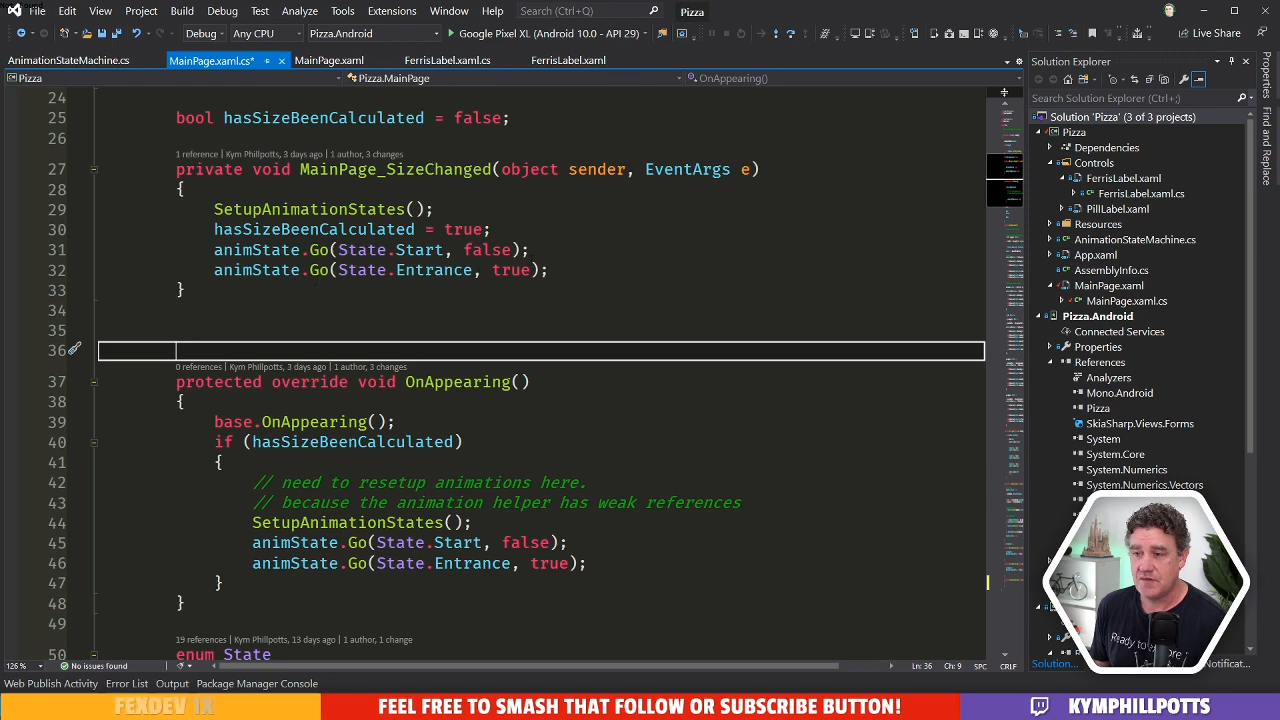 File Edit View Project Build Debug Test Analyze Tools Extensions Window Help Search (Ctrl+Q) Pizza
Debug Any CPU Pizza.Android Google Pixel XL (Android 10.0 - API 29) Live Share
AnimationStateMachine.cs MainPage.xaml.cs* MainPage.xaml FerrisLabel.xaml.cs FerrisLabel.xaml
Pizza Pizza.MainPage OnAppearing()
24
25 bool hasSizeBeenCalculated = false;
26
1 reference | Kym Phillpotts, 3 days ago | 1 author, 3 changes
27 private void MainPage_SizeChanged(object sender, EventArgs e)
28 {
29 SetupAnimationStates();
30 hasSizeBeenCalculated = true;
31 animState.Go(State.Start, false);
32 animState.Go(State.Entrance, true);
33 }
34
35
36
0 references | Kym Phillpotts, 3 days ago | 1 author, 3 changes
37 protected override void OnAppearing()
38 {
39 base.OnAppearing();
40 if (hasSizeBeenCalculated)
41 {
42 // need to resetup animations here.
43 // because the animation helper has weak references
44 SetupAnimationStates();
45 animState.Go(State.Start, false);
46 animState.Go(State.Entrance, true);
47 }
48 }
49
19 references | Kym Phillpotts, 13 days ago | 1 author, 1 change
50 enum State
126 % No issues found Ln: 36 Ch: 9 SPC CRLF
Web Publish Activity Error List Output Package Manager Console
Solution Explorer
Search Solution Explorer (Ctrl+;)
Solution 'Pizza' (3 of 3 projects)
Pizza
Dependencies
Controls
FerrisLabel.xaml
FerrisLabel.xaml.cs
PillLabel.xaml
Resources
AnimationStateMachine.cs
App.xaml
AssemblyInfo.cs
MainPage.xaml
MainPage.xaml.cs
Pizza.Android
Connected Services
Properties
References
Analyzers
Mono.Android
Pizza
SkiaSharp.Views.Forms
System
System.Core
System.Numerics
System.Numerics.Vectors
Solution... Notificat...
Properties
Find and Replace
Ready to
FEXDEV 1X
FEEL FREE TO SMASH THAT FOLLOW OR SUBSCRIBE BUTTON!
KYMPHILLPOTTS